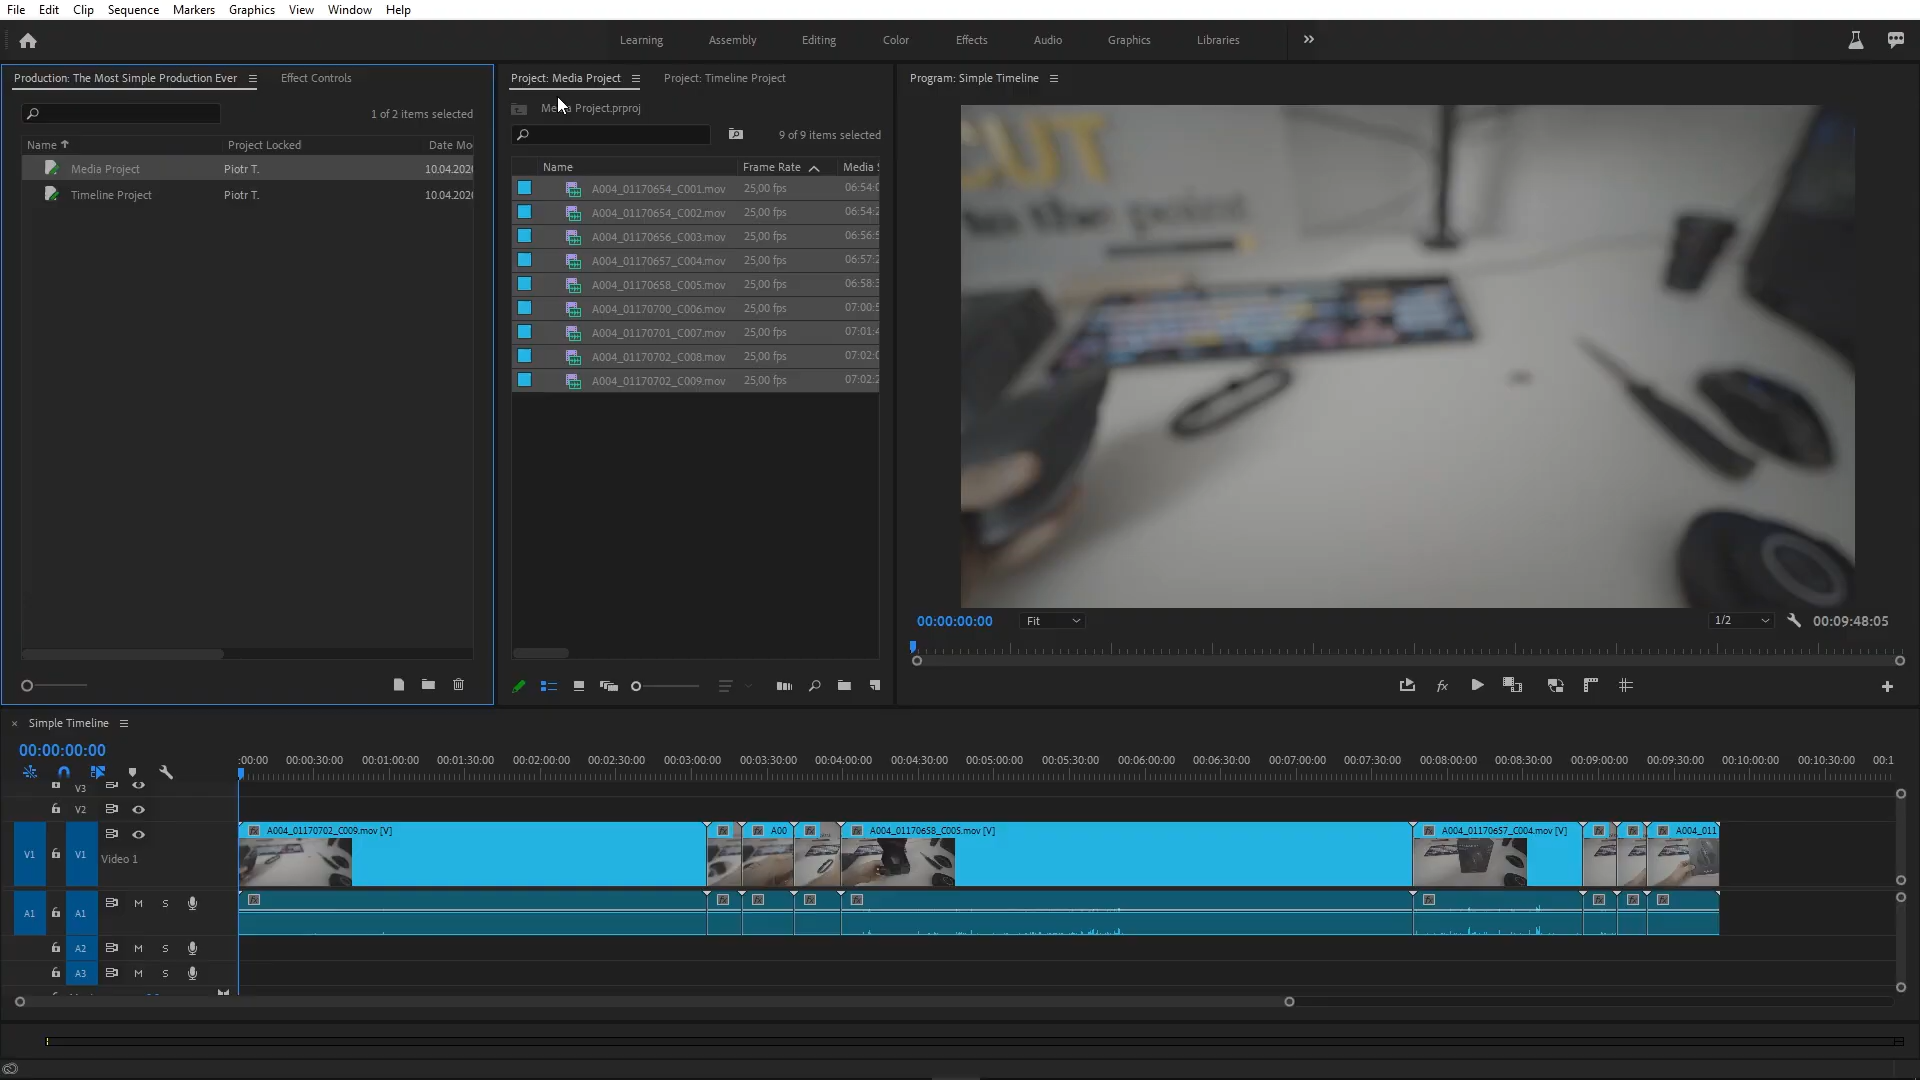 File Edit Clip Sequence Markers Graphics View Window Help
Learning Assembly Editing Color Effects Audio Graphics Libraries
Production: The Most Simple Production Ever Effect Controls
1 of 2 items selected
Name Project Locked Date Mo
Media Project Piotr T. 10.04.202
Timeline Project Piotr T. 10.04.202
Project: Media Project Project: Timeline Project
Media Project.prproj
9 of 9 items selected
Name Frame Rate Media S
A004_01170654_C001.mov 25,00 fps 06:54:0
A004_01170654_C002.mov 25,00 fps 06:54:2
A004_01170656_C003.mov 25,00 fps 06:56:5
A004_01170657_C004.mov 25,00 fps 06:57:2
A004_01170658_C005.mov 25,00 fps 06:58:3
A004_01170700_C006.mov 25,00 fps 07:00:5
A004_01170701_C007.mov 25,00 fps 07:01:4
A004_01170702_C008.mov 25,00 fps 07:02:0
A004_01170702_C009.mov 25,00 fps 07:02:2
Program: Simple Timeline
CUT
to the point
00:00:00:00 Fit 1/2 00:09:48:05
fx
Simple Timeline
00:00:00:00
:00:00 00:00:30:00 00:01:00:00 00:01:30:00 00:02:00:00 00:02:30:00 00:03:00:00 00:03:30:00 00:04:00:00 00:04:30:00 00:05:00:00 00:05:30:00 00:06:00:00 00:06:30:00 00:07:00:00 00:07:30:00 00:08:00:00 00:08:30:00 00:09:00:00 00:09:30:00 00:10:00:00 00:10:30:00 00:1
V3
V2
A004_01170702_C009.mov [V] A00 A004_01170658_C005.mov [V] A004_01170657_C004.mov [V] A004_011
V1 V1 Video 1
A1 A1 M S
A2 M S
A3 M S